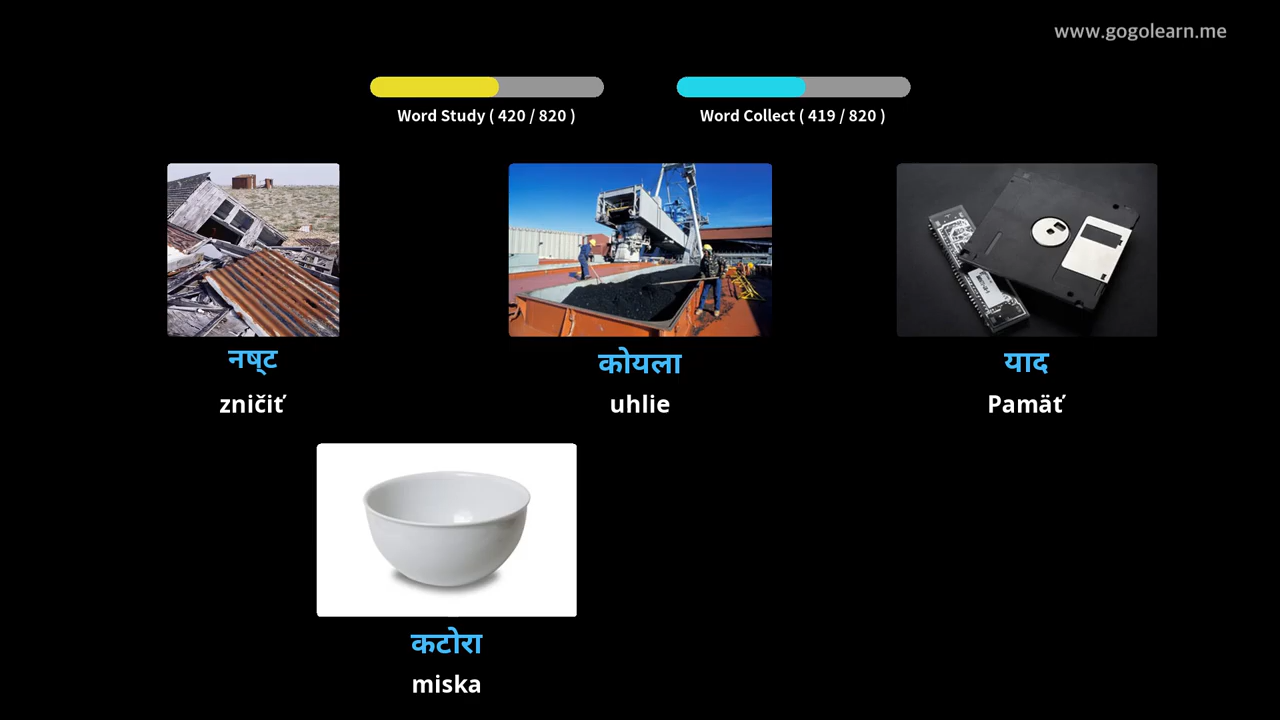 www.gogolearn.me
Word Study ( 420 / 820 )
Word Collect ( 419 / 820 )
नष्ट
zničiť
कोयला
uhlie
याद
Pamäť
कटोरा
miska